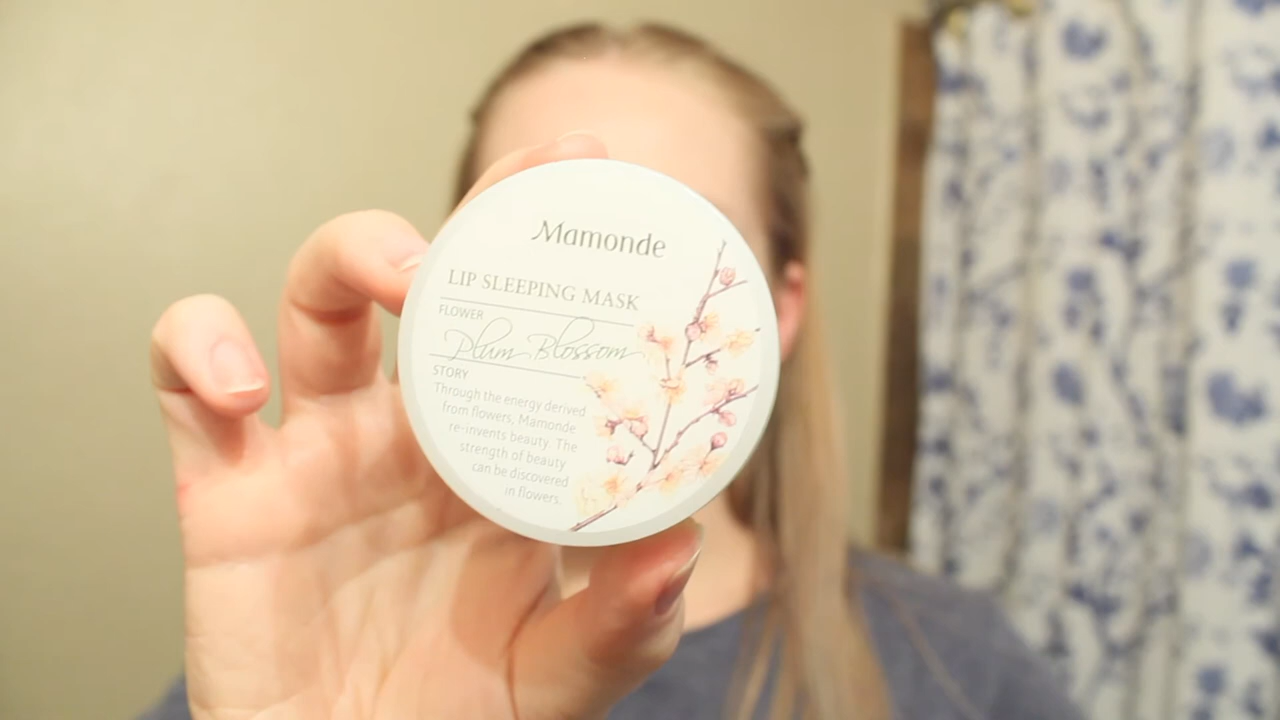 Mamonde
LIP SLEEPING MASK
FLOWER
Plum Blossom
STORY
Through the energy derived
from flowers, Mamonde
re-invents beauty. The
strength of beauty
can be discovered
in flowers.